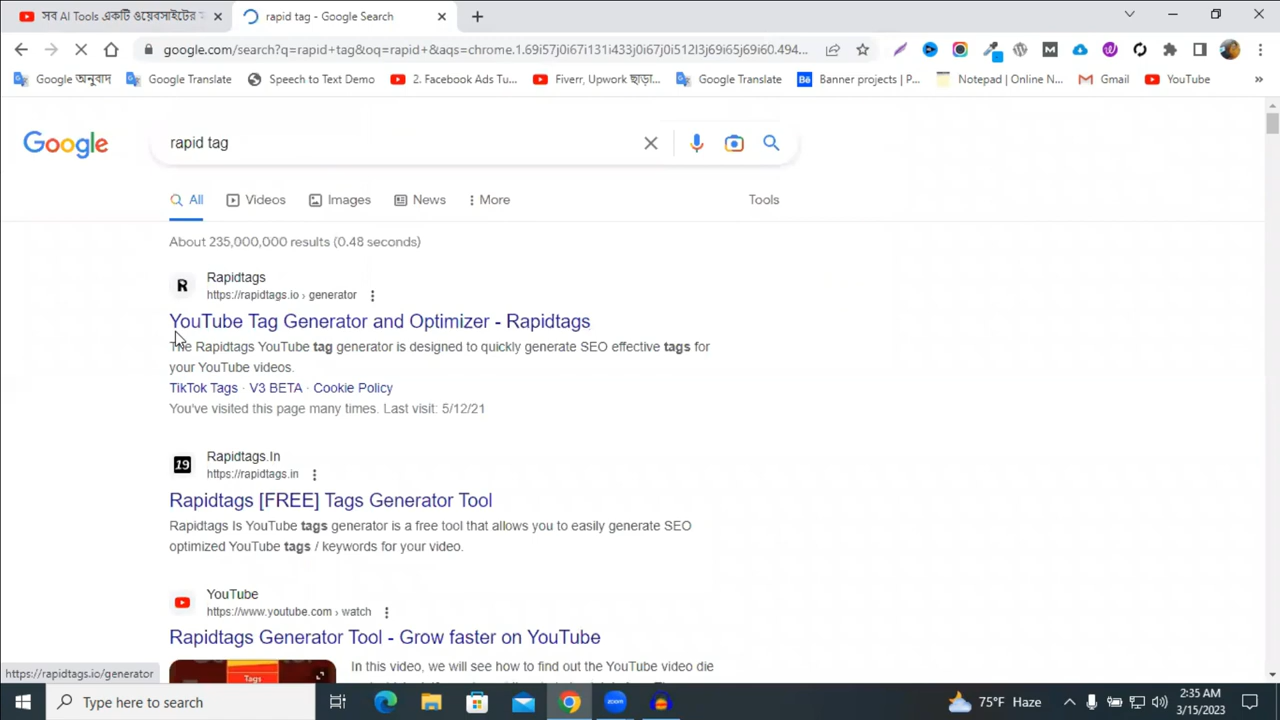 সব AI Tools একটি ওয়েবসাইটের স
rapid tag - Google Search
google.com/search?q=rapid+tag&oq=rapid+&aqs=chrome.1.69i57j0i67i131i433j0i67j0i512l3j69i65j69i60.494...
Google অনুবাদ
Google Translate
Speech to Text Demo
2. Facebook Ads Tu...
Fiverr, Upwork ছাড়া...
Google Translate
Banner projects | P...
Notepad | Online N...
Gmail
YouTube
»
Google
rapid tag
All
Videos
Images
News
More
Tools
About 235,000,000 results (0.48 seconds)
R
Rapidtags
https://rapidtags.io › generator
YouTube Tag Generator and Optimizer - Rapidtags
The Rapidtags YouTube tag generator is designed to quickly generate SEO effective tags for
your YouTube videos.
TikTok Tags · V3 BETA · Cookie Policy
You've visited this page many times. Last visit: 5/12/21
19
Rapidtags.In
https://rapidtags.in
Rapidtags [FREE] Tags Generator Tool
Rapidtags Is YouTube tags generator is a free tool that allows you to easily generate SEO
optimized YouTube tags / keywords for your video.
YouTube
https://www.youtube.com › watch
Rapidtags Generator Tool - Grow faster on YouTube
Tags
In this video, we will see how to find out the YouTube video die
https://rapidtags.io/generator
Type here to search
75°F Haze
2:35 AM
3/15/2023